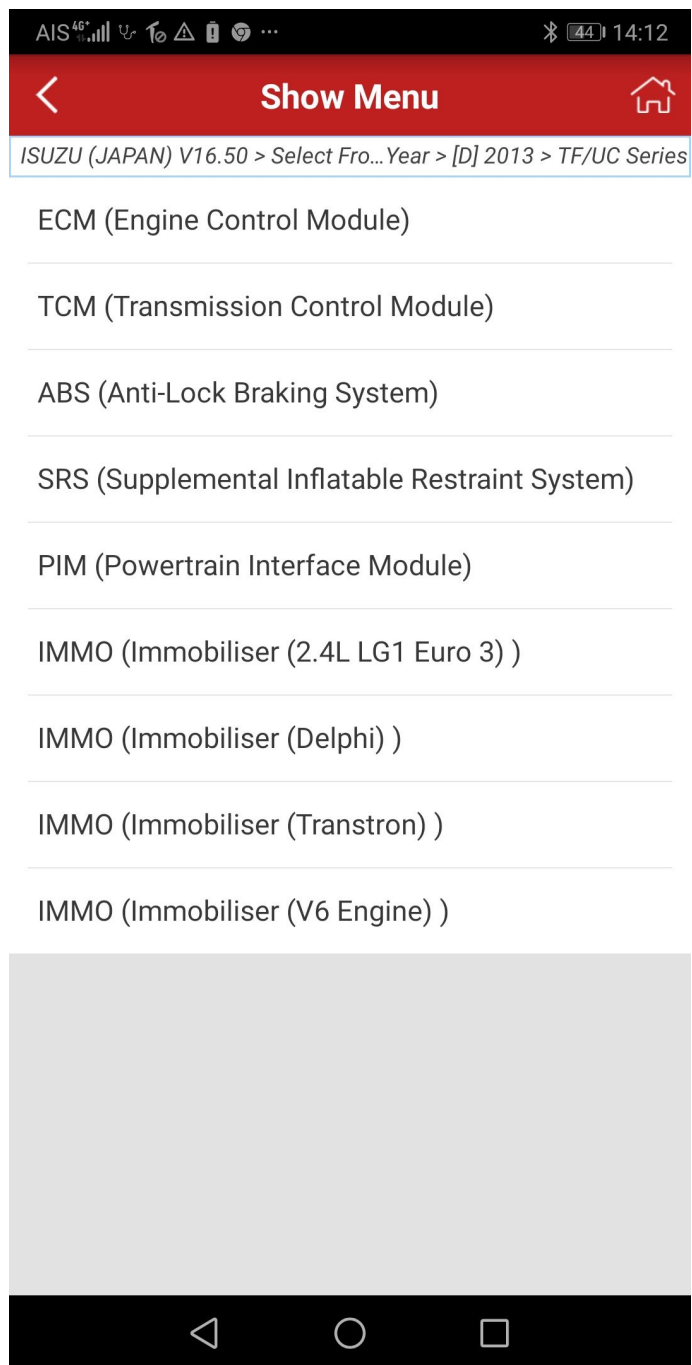 AIS 4G+ 44 14:12
Show Menu
ISUZU (JAPAN) V16.50 > Select Fro...Year > [D] 2013 > TF/UC Series
ECM (Engine Control Module)
TCM (Transmission Control Module)
ABS (Anti-Lock Braking System)
SRS (Supplemental Inflatable Restraint System)
PIM (Powertrain Interface Module)
IMMO (Immobiliser (2.4L LG1 Euro 3) )
IMMO (Immobiliser (Delphi) )
IMMO (Immobiliser (Transtron) )
IMMO (Immobiliser (V6 Engine) )